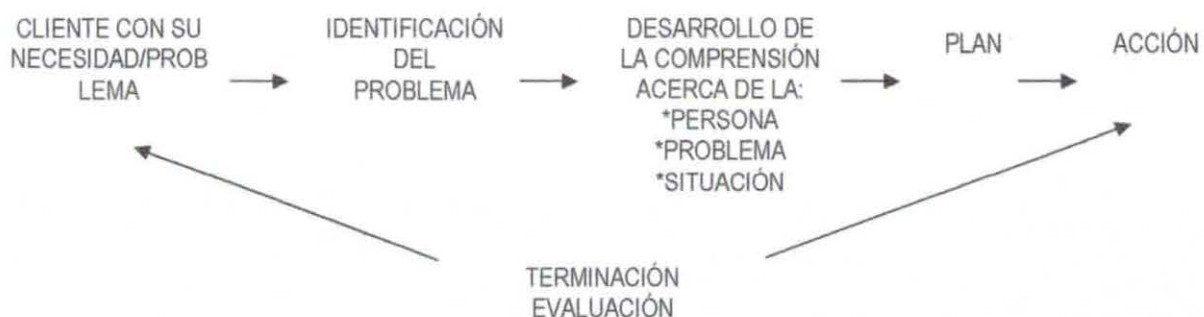 CLIENTE CON SU
NECESIDAD/PROB
LEMA
IDENTIFICACIÓN
DEL
PROBLEMA
DESARROLLO DE
LA COMPRENSIÓN
ACERCA DE LA:
*PERSONA
*PROBLEMA
*SITUACIÓN
PLAN
ACCIÓN
TERMINACIÓN
EVALUACIÓN